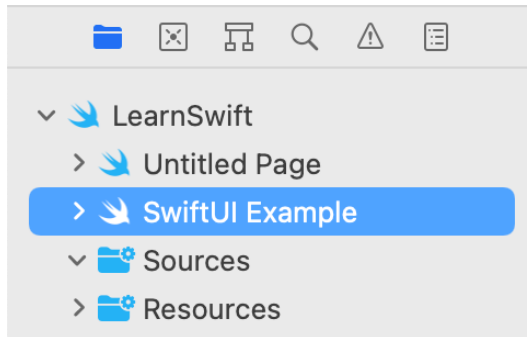 LearnSwift
Untitled Page
SwiftUI Example
Sources
Resources